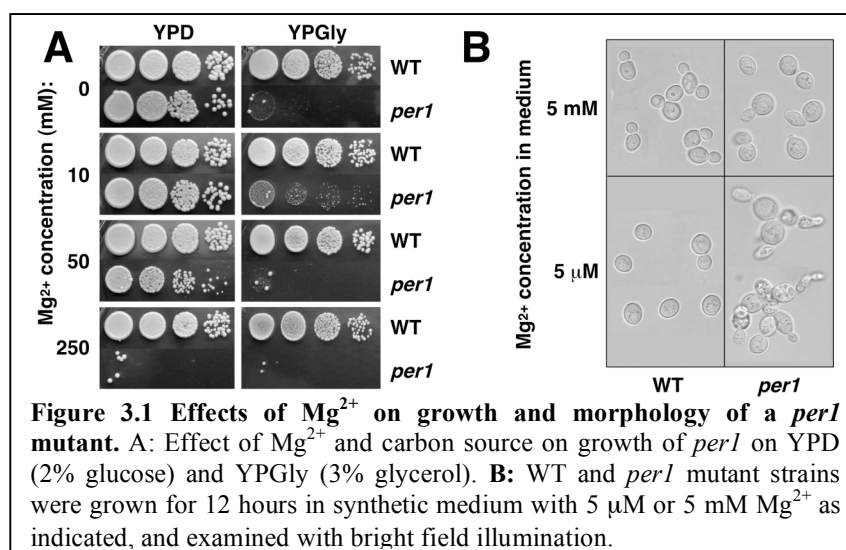 A
YPD YPGly
Mg2+ concentration (mM):
0
WT
per1
10
WT
per1
50
WT
per1
250
WT
per1
B
Mg2+ concentration in medium
5 mM
5 μM
WT per1
Figure 3.1 Effects of Mg2+ on growth and morphology of a per1
mutant. A: Effect of Mg2+ and carbon source on growth of per1 on YPD
(2% glucose) and YPGly (3% glycerol). B: WT and per1 mutant strains
were grown for 12 hours in synthetic medium with 5 μM or 5 mM Mg2+ as
indicated, and examined with bright field illumination.